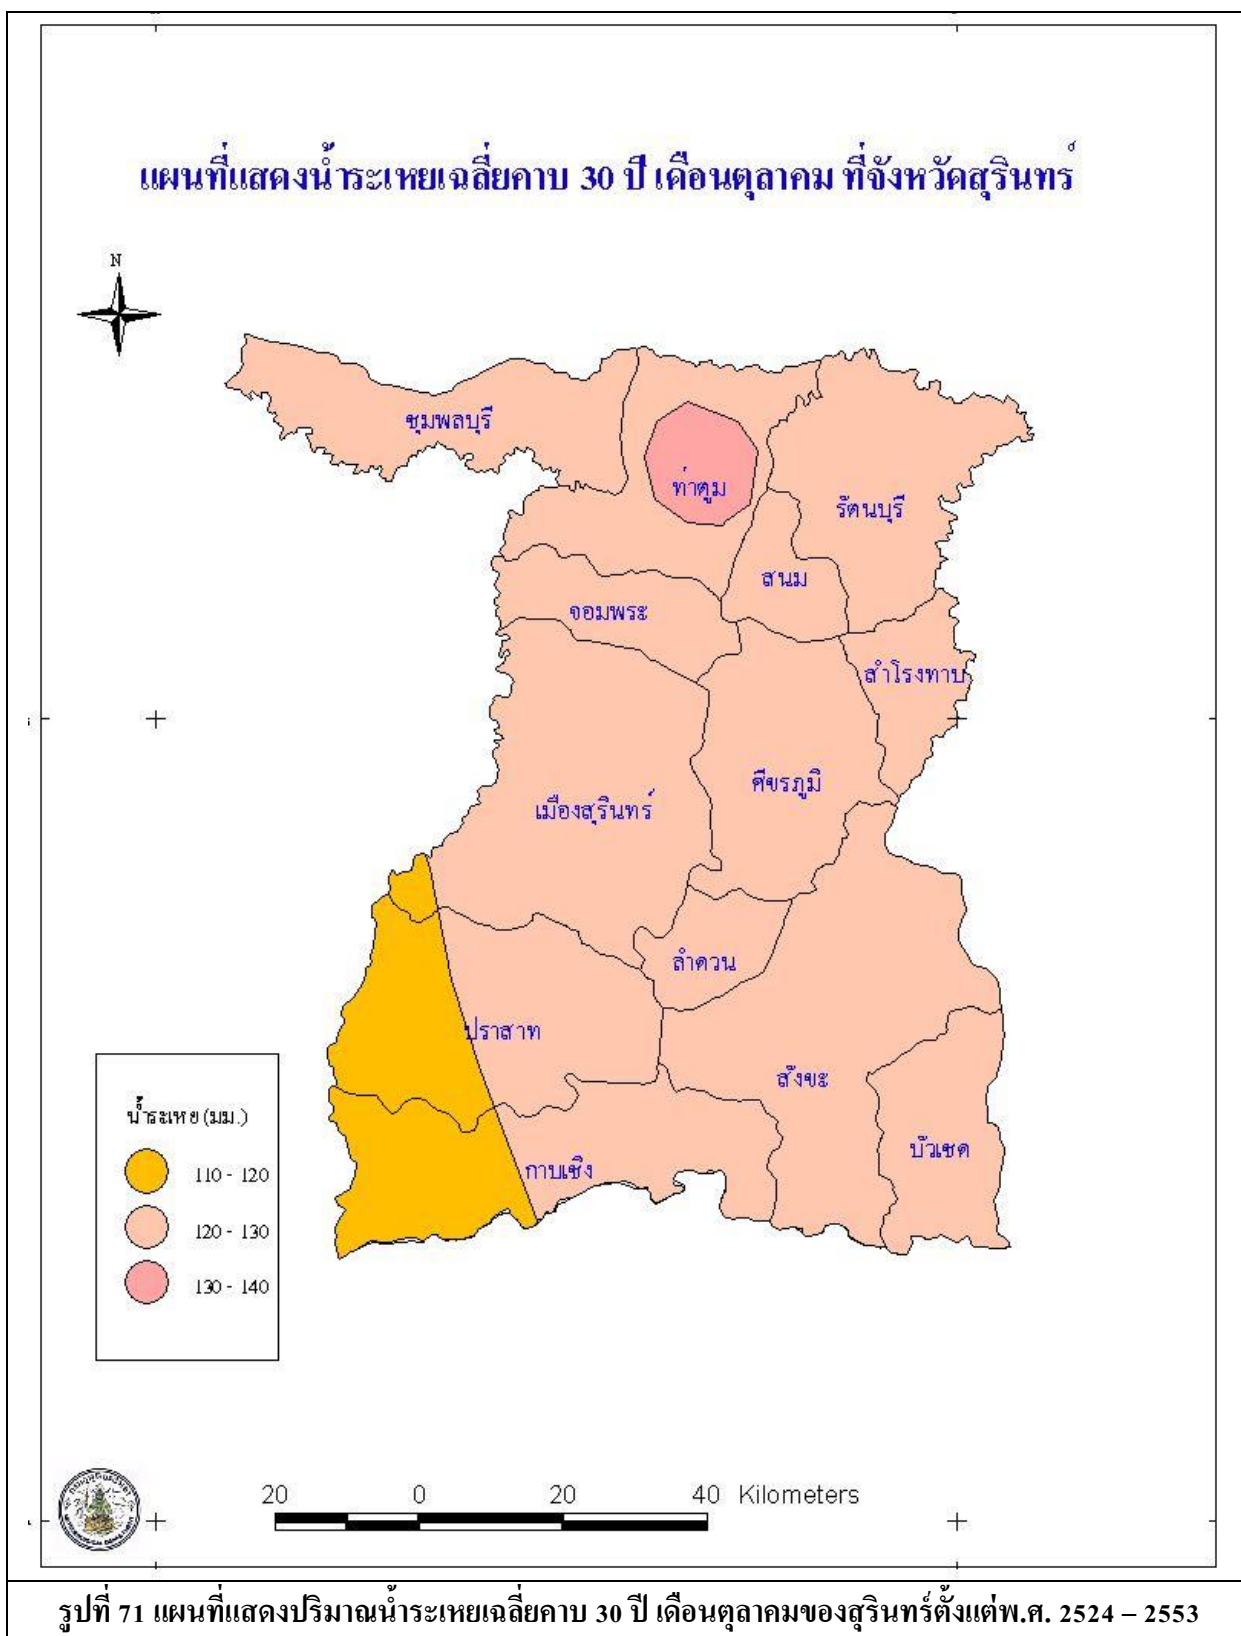 แผนที่แสดงน้ำระเหยเฉลี่ยคาบ 30 ปี เดือนตุลาคม ที่จังหวัดสุรินทร์
N
ชุมพลบุรี
ท่าตูม
รัตนบุรี
สนม
จอมพระ
สำโรงทาบ
ศีขรภูมิ
เมืองสุรินทร์
ลำดวน
ปราสาท
สังขะ
บัวเชด
กาบเชิง
น้ำระเหย (มม.)
110 - 120
120 - 130
130 - 140
20 0 20 40 Kilometers
รูปที่ 71 แผนที่แสดงปริมาณน้ำระเหยเฉลี่ยคาบ 30 ปี เดือนตุลาคมของสุรินทร์ตั้งแต่พ.ศ. 2524 – 2553